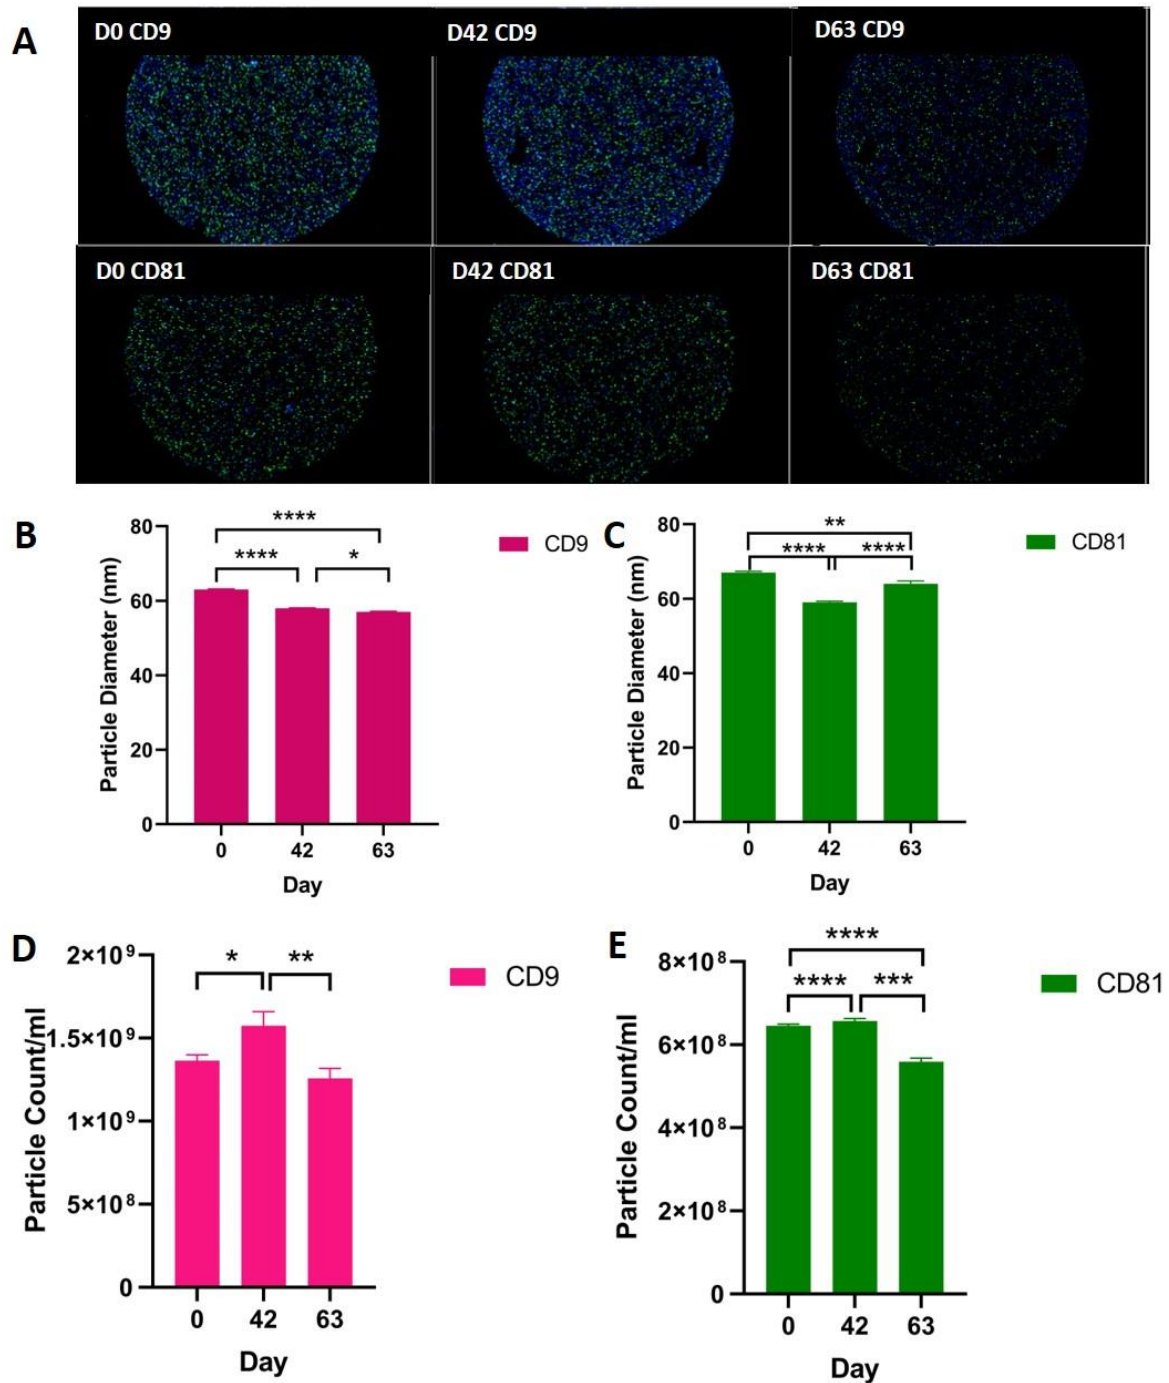 A
D0 CD9
D42 CD9
D63 CD9
D0 CD81
D42 CD81
D63 CD81
B
80
60
40
20
0
Particle Diameter (nm)
****
****
*
0 42 63
Day
CD9
C
80
60
40
20
0
Particle Diameter (nm)
**
****
****
0 42 63
Day
CD81
D
2×10⁹
1.5×10⁹
1×10⁹
5×10⁸
0
Particle Count/ml
*
**
0 42 63
Day
CD9
E
8×10⁸
6×10⁸
4×10⁸
2×10⁸
0
Particle Count/ml
****
****
***
0 42 63
Day
CD81